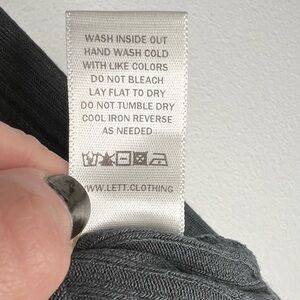 WASH INSIDE OUT
HAND WASH COLD
WITH LIKE COLORS
DO NOT BLEACH
LAY FLAT TO DRY
DO NOT TUMBLE DRY
COOL IRON REVERSE
AS NEEDED
WWW.LETT.CLOTHING